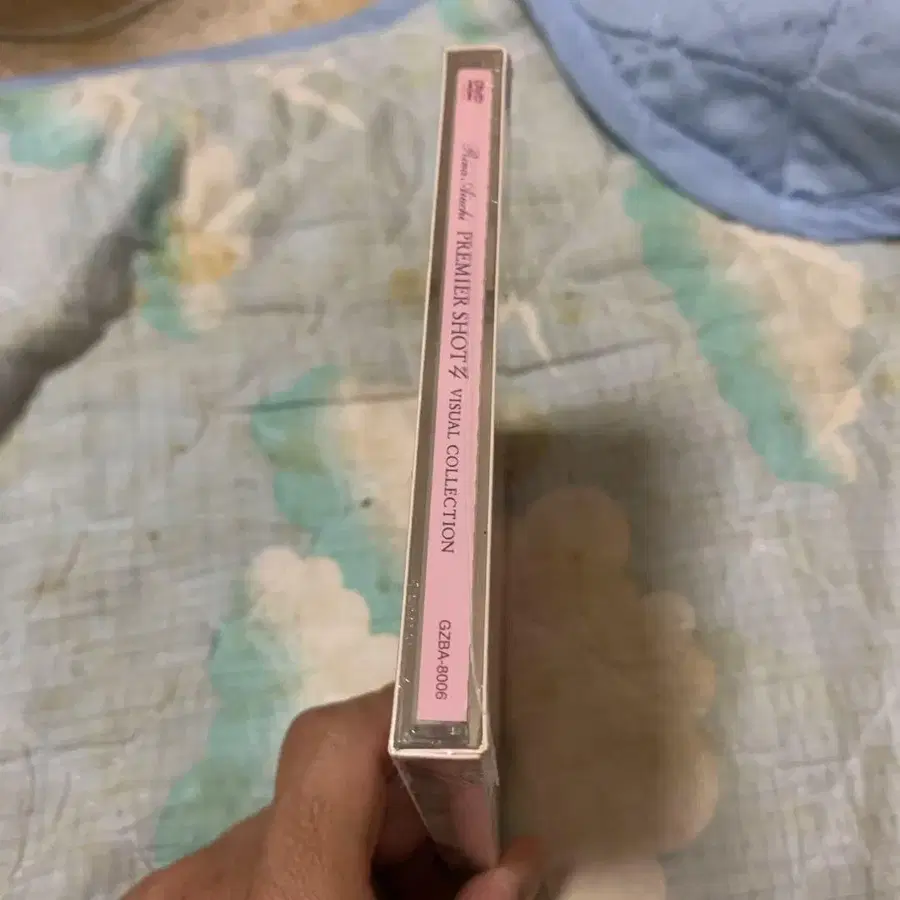 DVD
Rina Aiuchi PREMIER SHOT VISUAL COLLECTION
GZBA-8006